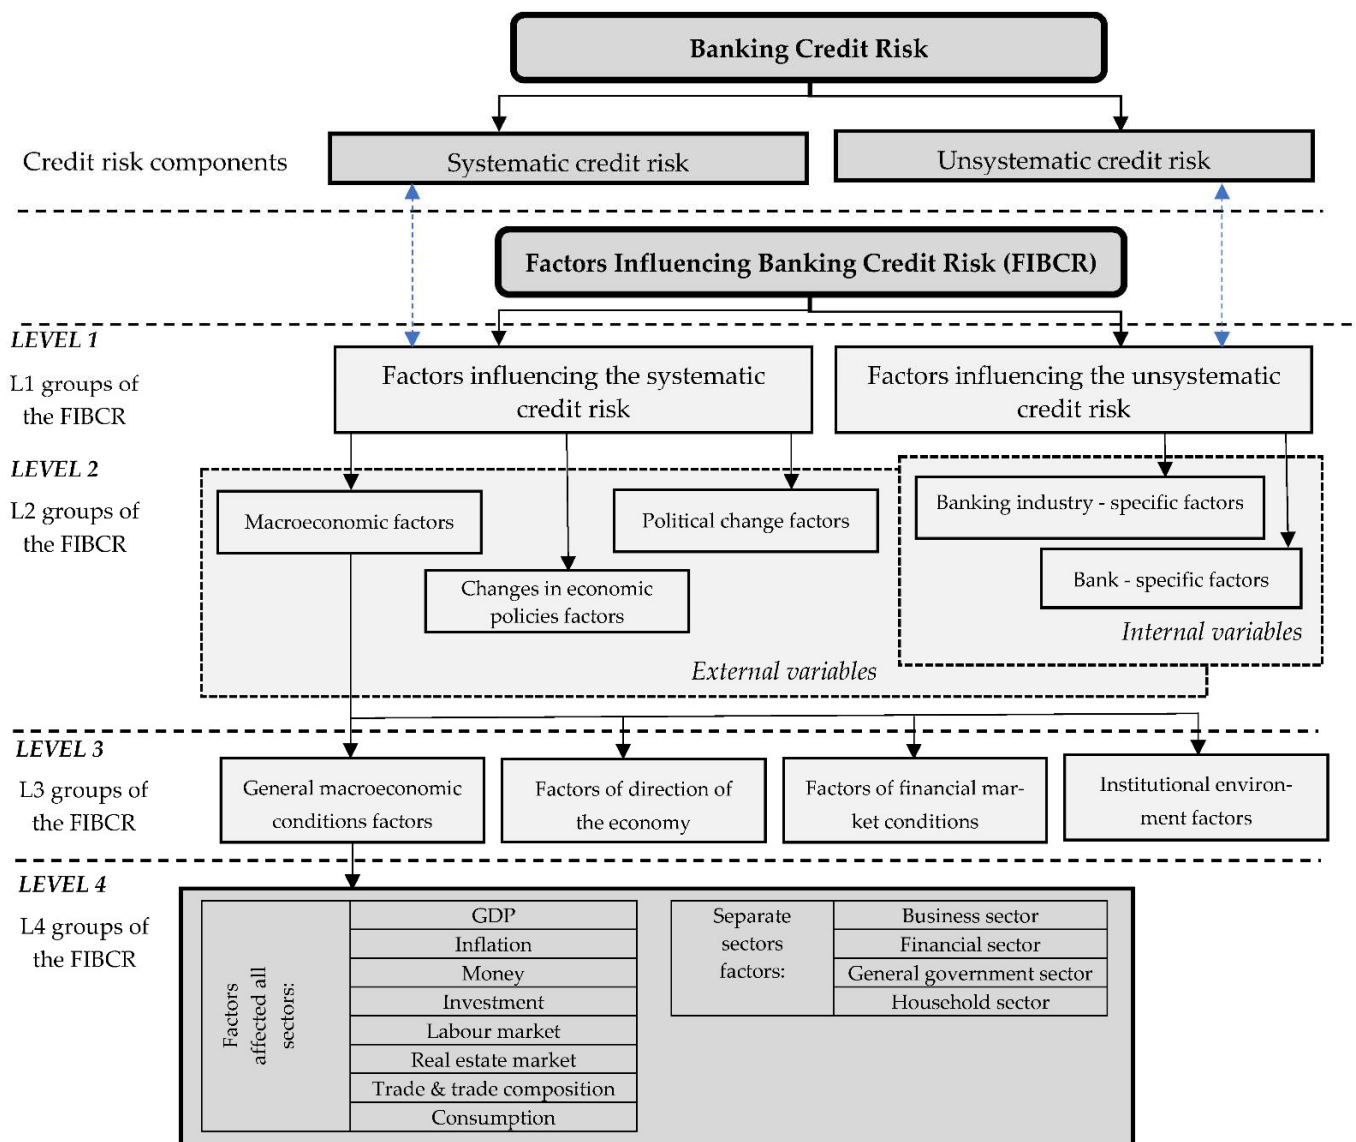 Banking Credit Risk
Credit risk components
Systematic credit risk
Unsystematic credit risk
Factors Influencing Banking Credit Risk (FIBCR)
LEVEL 1
L1 groups of
the FIBCR
Factors influencing the systematic
credit risk
Factors influencing the unsystematic
credit risk
LEVEL 2
L2 groups of
the FIBCR
Macroeconomic factors
Political change factors
Changes in economic
policies factors
External variables
Banking industry - specific factors
Bank - specific factors
Internal variables
LEVEL 3
L3 groups of
the FIBCR
General macroeconomic
conditions factors
Factors of direction of
the economy
Factors of financial mar-
ket conditions
Institutional environ-
ment factors
LEVEL 4
L4 groups of
the FIBCR
Factors
affected all
sectors:
GDP
Inflation
Money
Investment
Labour market
Real estate market
Trade & trade composition
Consumption
Separate
sectors
factors:
Business sector
Financial sector
General government sector
Household sector